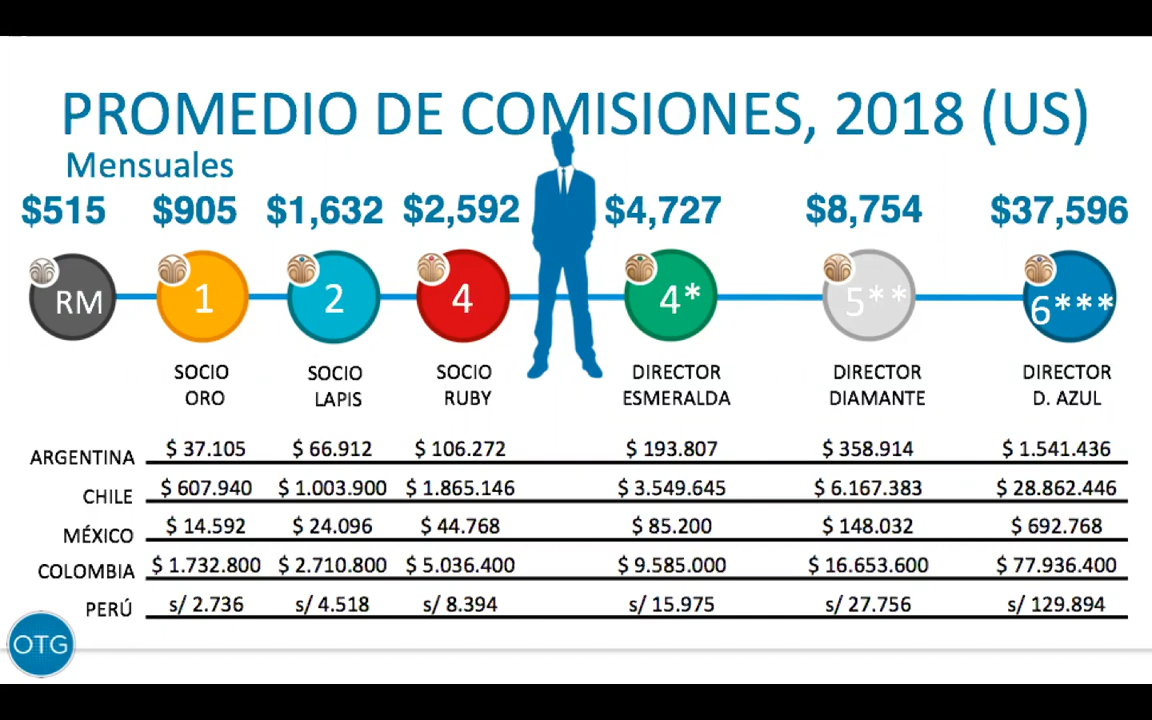 PROMEDIO DE COMISIONES, 2018 (US)
Mensuales
$515 $905 $1,632 $2,592 $4,727 $8,754 $37,596
RM 1 2 4 4* 5** 6***
SOCIO ORO
SOCIO LAPIS
SOCIO RUBY
DIRECTOR ESMERALDA
DIRECTOR DIAMANTE
DIRECTOR D. AZUL
ARGENTINA $ 37.105 $ 66.912 $ 106.272 $ 193.807 $ 358.914 $ 1.541.436
CHILE $ 607.940 $ 1.003.900 $ 1.865.146 $ 3.549.645 $ 6.167.383 $ 28.862.446
MÉXICO $ 14.592 $ 24.096 $ 44.768 $ 85.200 $ 148.032 $ 692.768
COLOMBIA $ 1.732.800 $ 2.710.800 $ 5.036.400 $ 9.585.000 $ 16.653.600 $ 77.936.400
PERÚ s/ 2.736 s/ 4.518 s/ 8.394 s/ 15.975 s/ 27.756 s/ 129.894
OTG